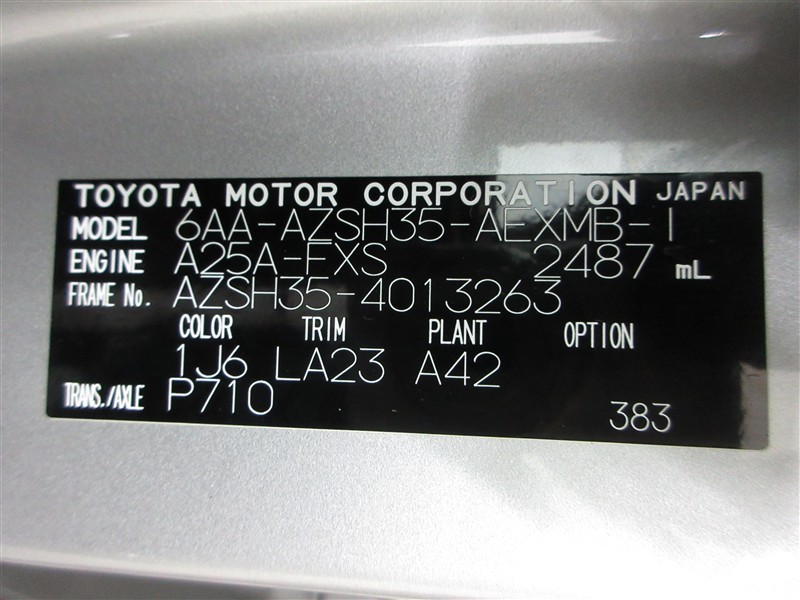 TOYOTA MOTOR CORPORATION JAPAN
MODEL 6AA-AZSH35-AEXMB-I
ENGINE A25A-FXS 2487 mL
FRAME No. AZSH35-4013263
COLOR TRIM PLANT OPTION
1J6 LA23 A42
TRANS./AXLE P710
383